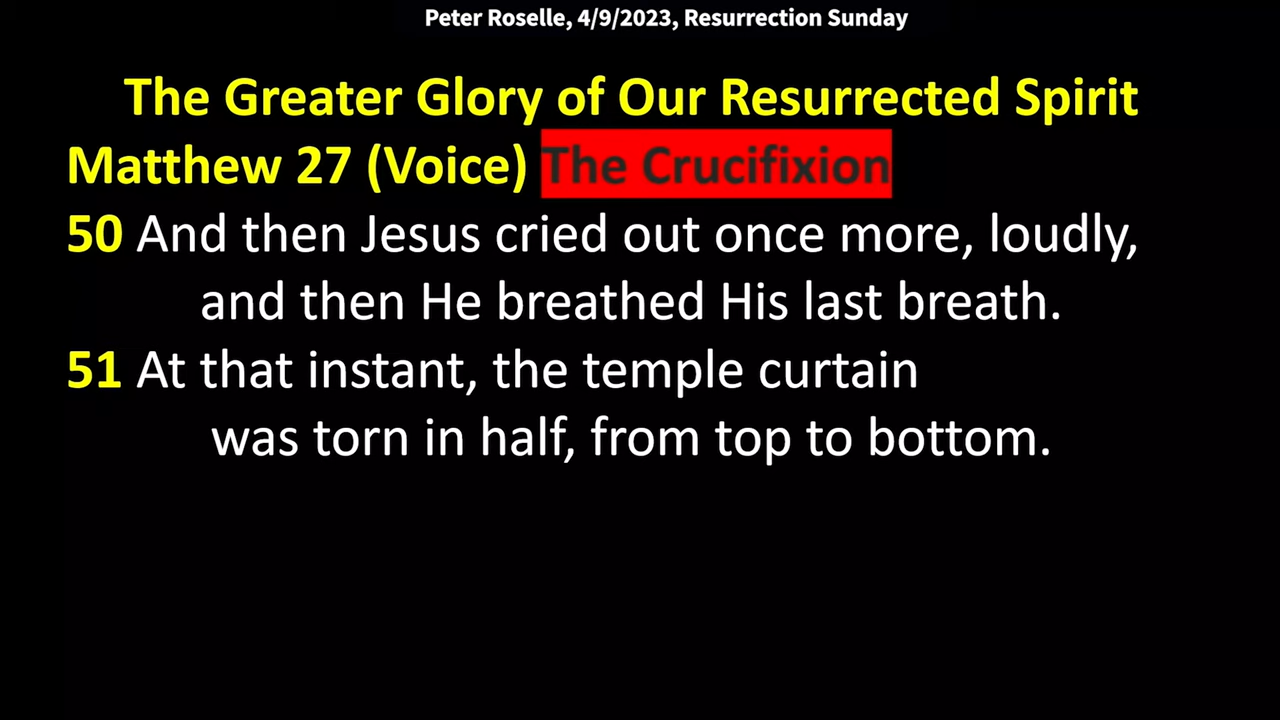 Peter Roselle, 4/9/2023, Resurrection Sunday
The Greater Glory of Our Resurrected Spirit
Matthew 27 (Voice) The Crucifixion
50 And then Jesus cried out once more, loudly,
and then He breathed His last breath.
51 At that instant, the temple curtain
was torn in half, from top to bottom.